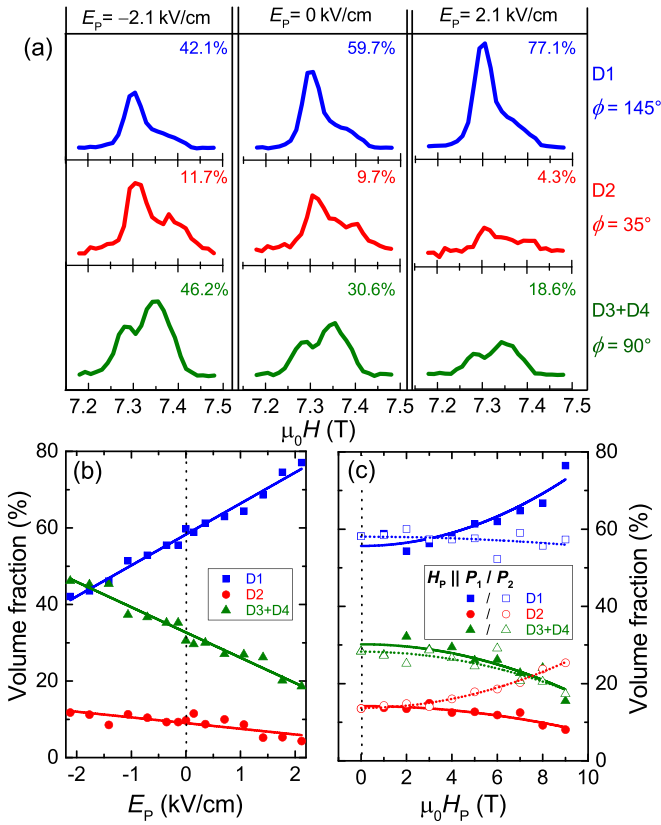 E_P = −2.1 kV/cm E_P = 0 kV/cm E_P = 2.1 kV/cm
(a)
42.1% 59.7% 77.1% D1
ϕ = 145°
11.7% 9.7% 4.3% D2
ϕ = 35°
46.2% 30.6% 18.6% D3+D4
ϕ = 90°
7.2 7.3 7.4 7.5 7.2 7.3 7.4 7.5 7.2 7.3 7.4 7.5
μ₀H (T)
(b)
Volume fraction (%)
80
60
40
20
0
D1
D2
D3+D4
-2 -1 0 1 2
E_P (kV/cm)
(c)
H_P || P_1 / P_2
/ D1
/ D2
/ D3+D4
80
60
40
20
0
Volume fraction (%)
0 2 4 6 8 10
μ₀H_P (T)